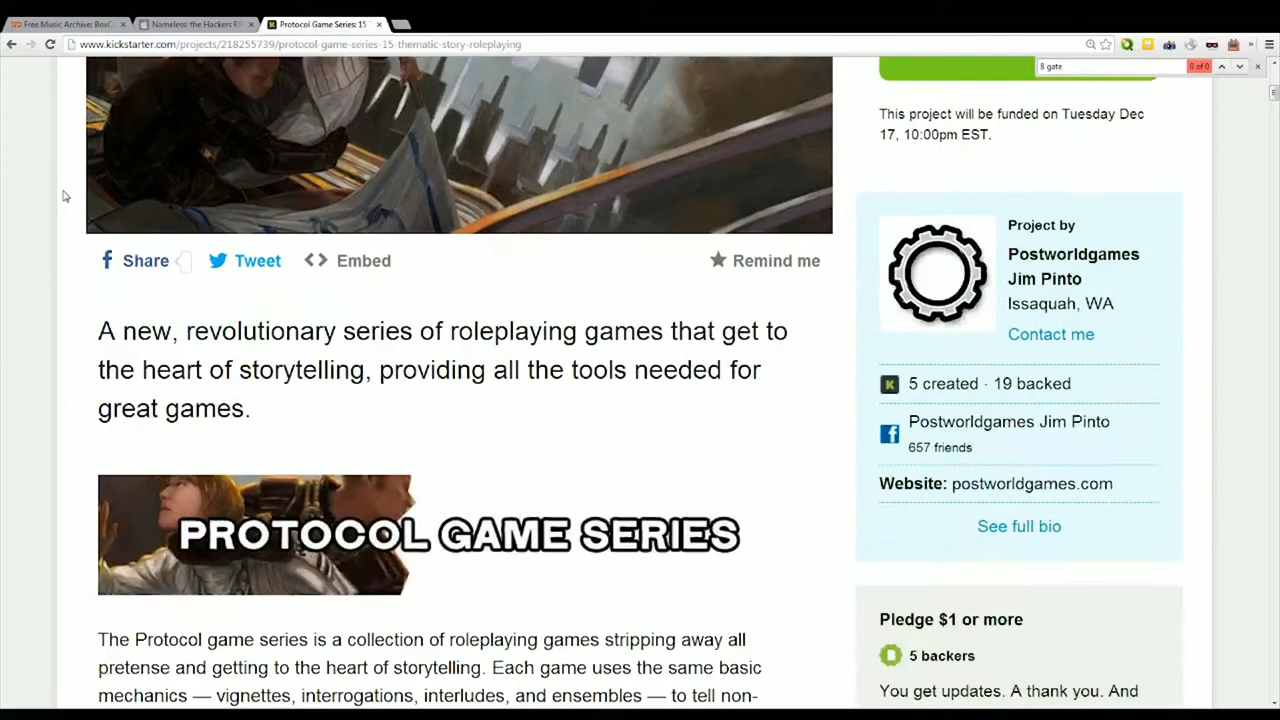 Free Music Archive: BoxC
Nameless: the Hackers R
Protocol Game Series: 15
www.kickstarter.com/projects/218255739/protocol-game-series-15-thematic-story-roleplaying
8 gate
0 of 0
This project will be funded on Tuesday Dec
17, 10:00pm EST.
Share
Tweet
Embed
Remind me
Project by
Postworldgames
Jim Pinto
Issaquah, WA
Contact me
A new, revolutionary series of roleplaying games that get to
the heart of storytelling, providing all the tools needed for
great games.
5 created · 19 backed
Postworldgames Jim Pinto
657 friends
Website: postworldgames.com
See full bio
PROTOCOL GAME SERIES
The Protocol game series is a collection of roleplaying games stripping away all
pretense and getting to the heart of storytelling. Each game uses the same basic
mechanics — vignettes, interrogations, interludes, and ensembles — to tell non-
Pledge $1 or more
5 backers
You get updates. A thank you. And